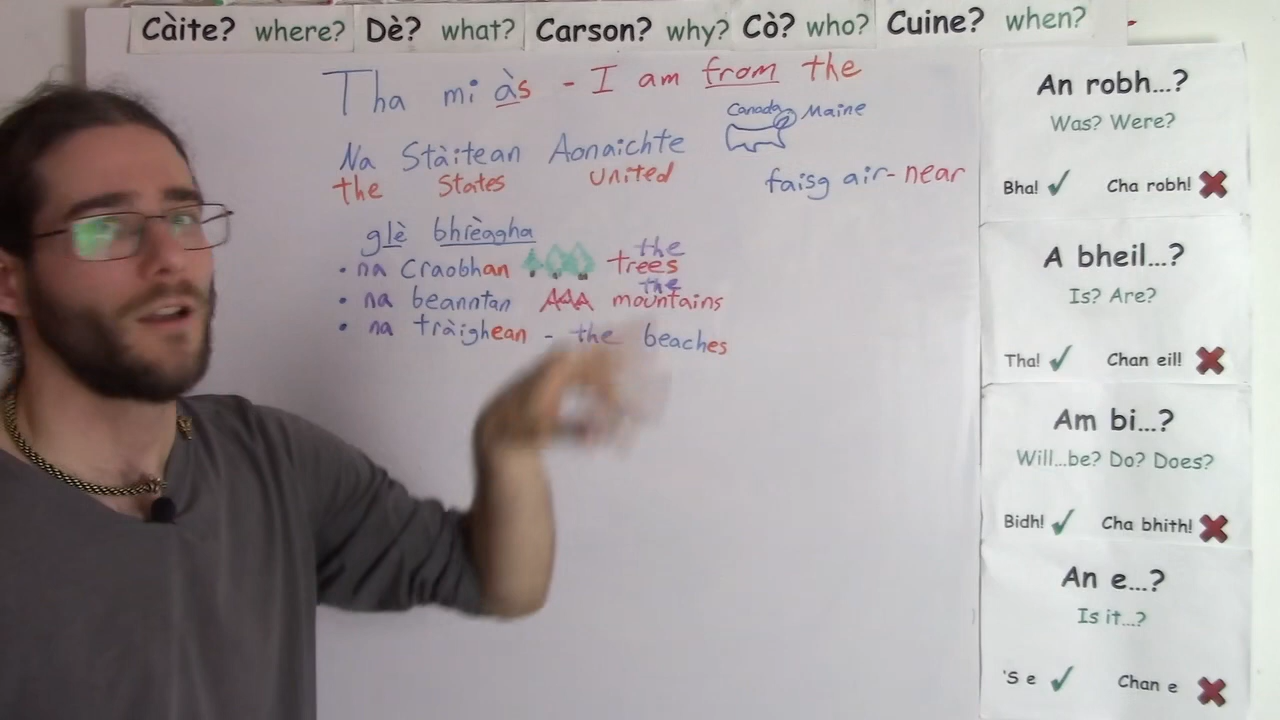 Càite? where? Dè? what? Carson? why? Cò? who? Cuine? when?
Tha mi às - I am from the
Canada Maine
Na Stàitean Aonaichte
the States United
faisg air - near
glè bhrèagha
• na Craobhan the trees
• na beanntan the mountains
• na tràighean - the beaches
An robh...?
Was? Were?
Bha! ✓ Cha robh! ✗
A bheil...?
Is? Are?
Tha! ✓ Chan eil! ✗
Am bi...?
Will...be? Do? Does?
Bidh! ✓ Cha bhith! ✗
An e...?
Is it...?
'S e ✓ Chan e ✗